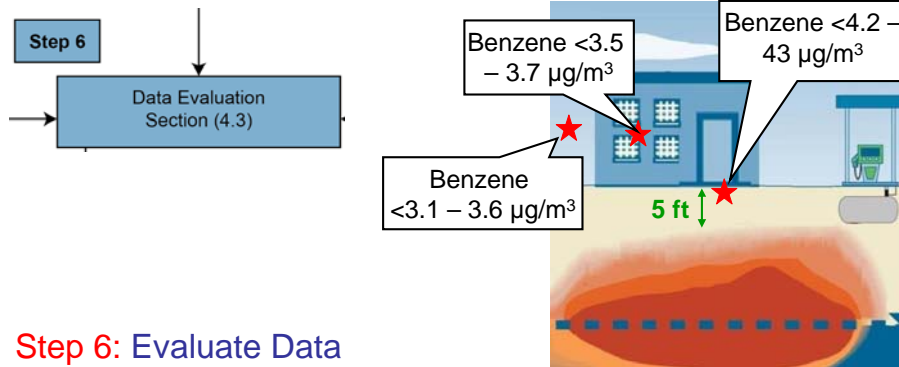 Step 6
Data Evaluation
Section (4.3)
Benzene <3.5
– 3.7 µg/m³
Benzene <4.2 –
43 µg/m³
Benzene
<3.1 – 3.6 µg/m³
5 ft
Step 6: Evaluate Data